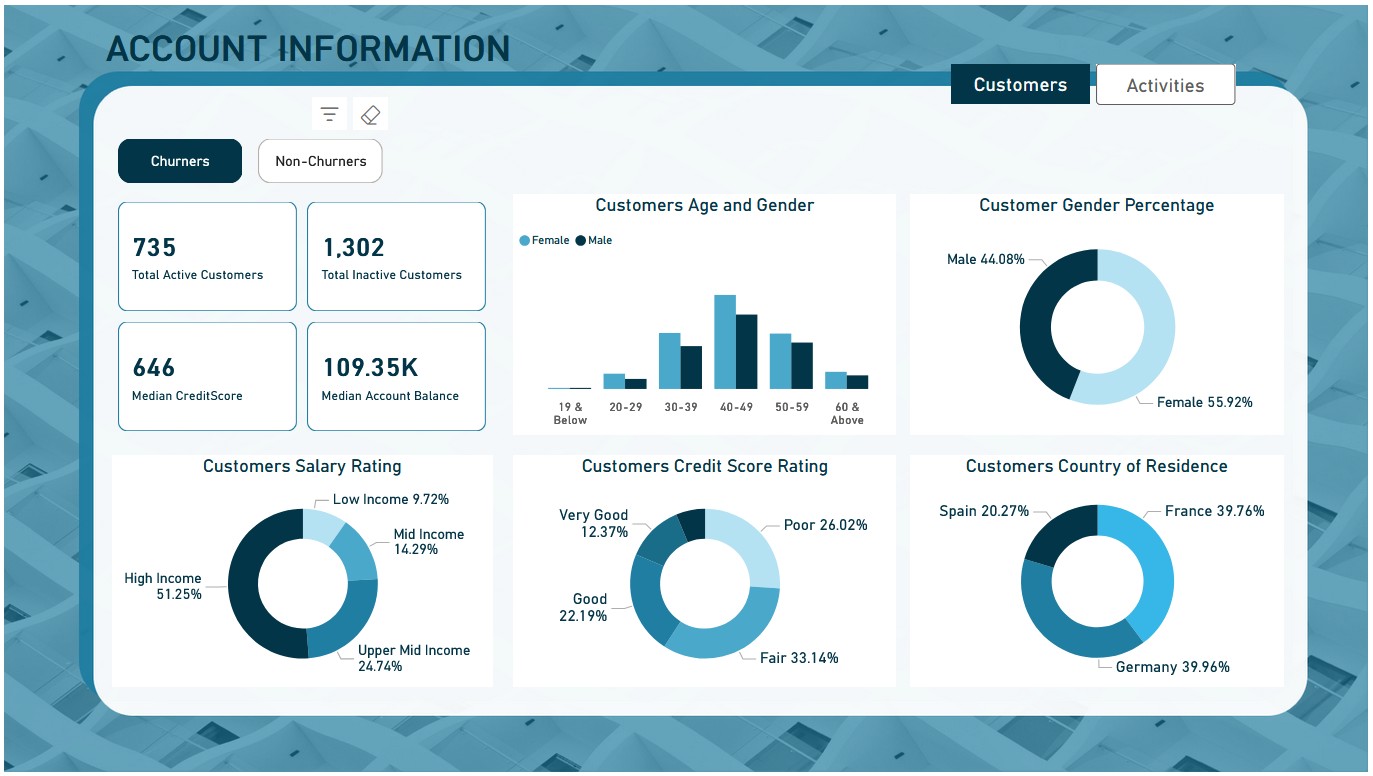 ACCOUNT INFORMATION
Customers
Activities
Churners
Non-Churners
735
Total Active Customers
1,302
Total Inactive Customers
646
Median CreditScore
109.35K
Median Account Balance
Customers Age and Gender
Female
Male
19 &
Below
20-29
30-39
40-49
50-59
60 &
Above
Customer Gender Percentage
Male 44.08%
Female 55.92%
Customers Salary Rating
Low Income 9.72%
Mid Income
14.29%
High Income
51.25%
Upper Mid Income
24.74%
Customers Credit Score Rating
Very Good
12.37%
Poor 26.02%
Good
22.19%
Fair 33.14%
Customers Country of Residence
Spain 20.27%
France 39.76%
Germany 39.96%